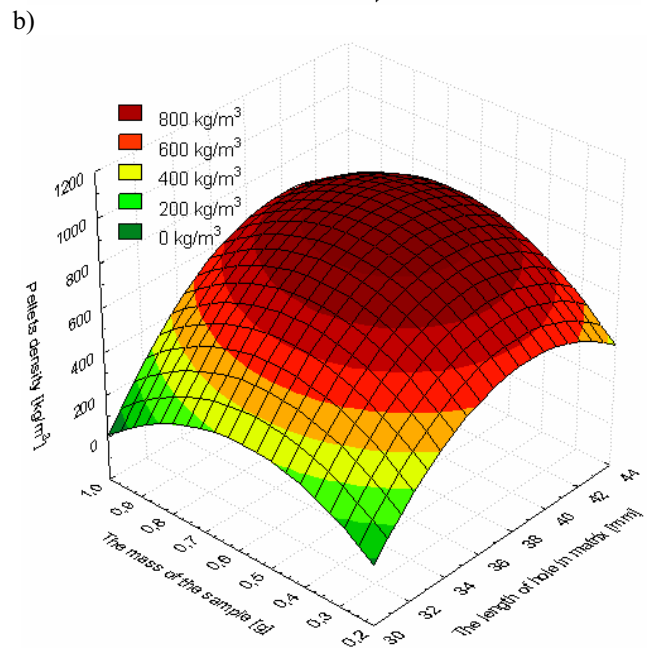 b)
800 kg/m³
600 kg/m³
400 kg/m³
200 kg/m³
0 kg/m³
1200
1000
800
600
400
200
0
Pellets density [kg/m³]
1,0
0,9
0,8
0,7
0,6
0,5
0,4
0,3
0,2
The mass of the sample [g]
30
32
34
36
38
40
42
44
The length of hole in matrix [mm]